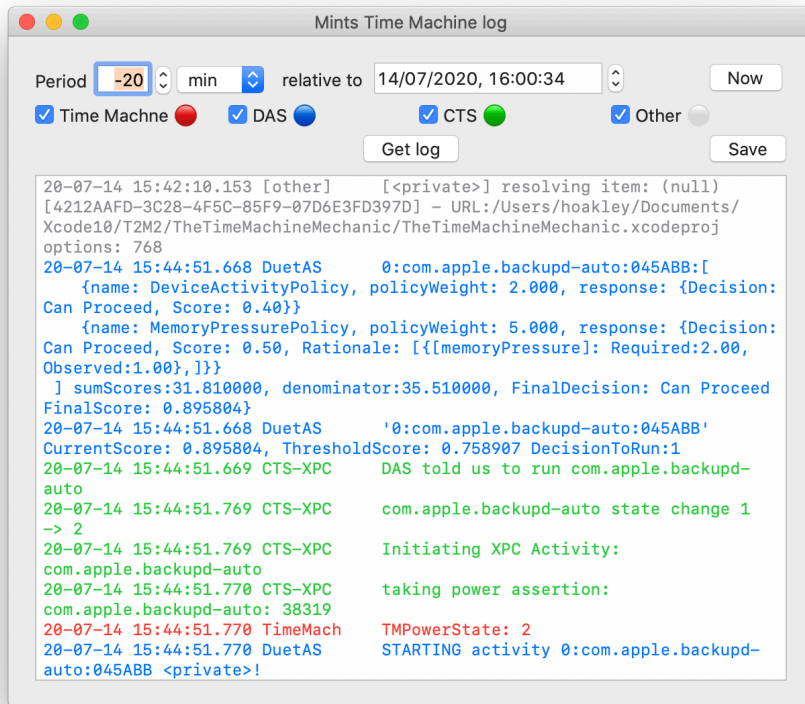 Mints Time Machine log
Period -20 min relative to 14/07/2020, 16:00:34 Now
Time Machne DAS CTS Other
Get log Save
20-07-14 15:42:10.153 [other] [<private>] resolving item: (null)
[4212AAFD-3C28-4F5C-85F9-07D6E3FD397D] – URL:/Users/hoakley/Documents/
Xcode10/T2M2/TheTimeMachineMechanic/TheTimeMachineMechanic.xcodeproj
options: 768
20-07-14 15:44:51.668 DuetAS 0:com.apple.backupd-auto:045ABB:[
{name: DeviceActivityPolicy, policyWeight: 2.000, response: {Decision:
Can Proceed, Score: 0.40}}
{name: MemoryPressurePolicy, policyWeight: 5.000, response: {Decision:
Can Proceed, Score: 0.50, Rationale: [{[memoryPressure]: Required:2.00,
Observed:1.00},]}}
] sumScores:31.810000, denominator:35.510000, FinalDecision: Can Proceed
FinalScore: 0.895804}
20-07-14 15:44:51.668 DuetAS '0:com.apple.backupd-auto:045ABB'
CurrentScore: 0.895804, ThresholdScore: 0.758907 DecisionToRun:1
20-07-14 15:44:51.669 CTS-XPC DAS told us to run com.apple.backupd-
auto
20-07-14 15:44:51.769 CTS-XPC com.apple.backupd-auto state change 1
-> 2
20-07-14 15:44:51.769 CTS-XPC Initiating XPC Activity:
com.apple.backupd-auto
20-07-14 15:44:51.770 CTS-XPC taking power assertion:
com.apple.backupd-auto: 38319
20-07-14 15:44:51.770 TimeMach TMPowerState: 2
20-07-14 15:44:51.770 DuetAS STARTING activity 0:com.apple.backupd-
auto:045ABB <private>!